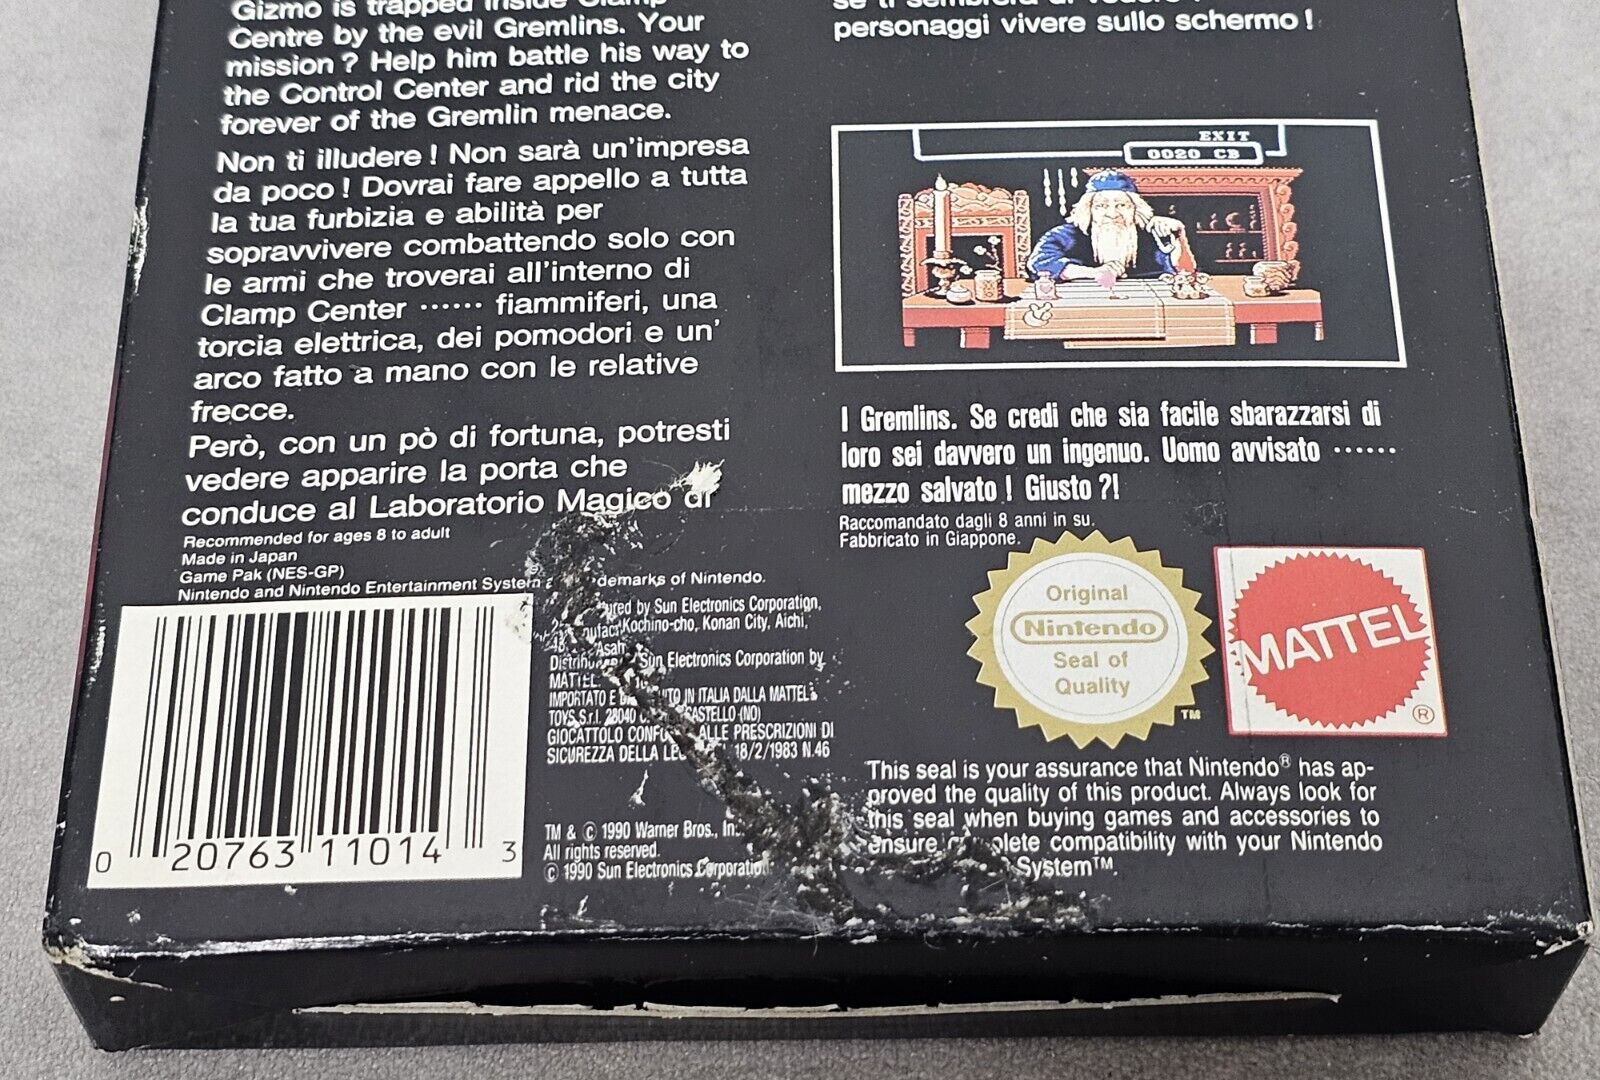 Gizmo is trapped inside Clamp
Centre by the evil Gremlins. Your
mission ? Help him battle his way to
the Control Center and rid the city
forever of the Gremlin menace.
Non ti illudere ! Non sarà un'impresa
da poco ! Dovrai fare appello a tutta
la tua furbizia e abilità per
sopravvivere combattendo solo con
le armi che troverai all'interno di
Clamp Center ······ fiammiferi, una
torcia elettrica, dei pomodori e un'
arco fatto a mano con le relative
frecce.
Però, con un pò di fortuna, potresti
vedere apparire la porta che
conduce al Laboratorio Magico di
Recommended for ages 8 to adult
Made in Japan
Game Pak (NES-GP)
Nintendo and Nintendo Entertainment System demarks of Nintendo.
ured by Sun Electronics Corporation,
Kochino-cho, Konan City, Aichi,
Asah
Sun Electronics Corporation by
MATTEL
IMPORTATO E UITO IN ITALIA DALLA MATTEL
TOYS S.r.l. 28040 CASTELLO (NO)
GIOCATTOLO CONFO ALLE PRESCRIZIONI DI
SICUREZZA DELLA LEG 18/2/1983 N.46
TM & © 1990 Warner Bros., Inc.
All rights reserved.
© 1990 Sun Electronics Corporation.
0 20763 11014 3
personaggi vivere sullo schermo !
EXIT
0020 CB
I Gremlins. Se credi che sia facile sbarazzarsi di
loro sei davvero un ingenuo. Uomo avvisato ······
mezzo salvato ! Giusto ?!
Raccomandato dagli 8 anni in su.
Fabbricato in Giappone.
Original
Nintendo
Seal of
Quality
TM
MATTEL
®
This seal is your assurance that Nintendo® has ap-
proved the quality of this product. Always look for
this seal when buying games and accessories to
ensure complete compatibility with your Nintendo
System™.